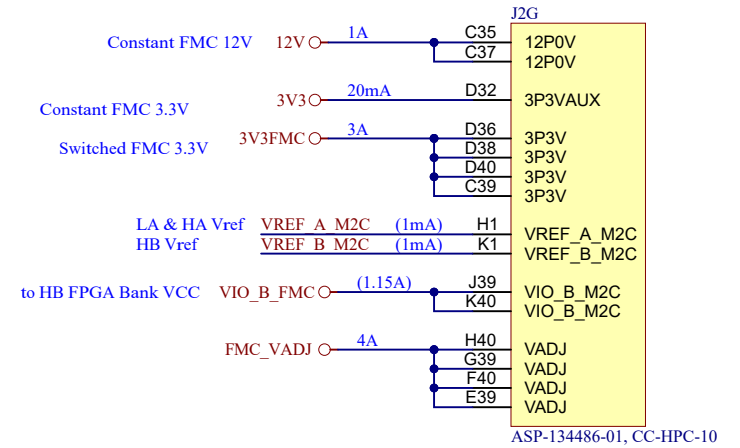 J2G
Constant FMC 12V 12V 1A C35 12P0V
C37 12P0V
Constant FMC 3.3V 3V3 20mA D32 3P3VAUX
Switched FMC 3.3V 3V3FMC 3A D36 3P3V
D38 3P3V
D40 3P3V
C39 3P3V
LA & HA Vref VREF_A_M2C (1mA) H1 VREF_A_M2C
HB Vref VREF_B_M2C (1mA) K1 VREF_B_M2C
to HB FPGA Bank VCC VIO_B_FMC (1.15A) J39 VIO_B_M2C
K40 VIO_B_M2C
FMC_VADJ 4A H40 VADJ
G39 VADJ
F40 VADJ
E39 VADJ
ASP-134486-01, CC-HPC-10